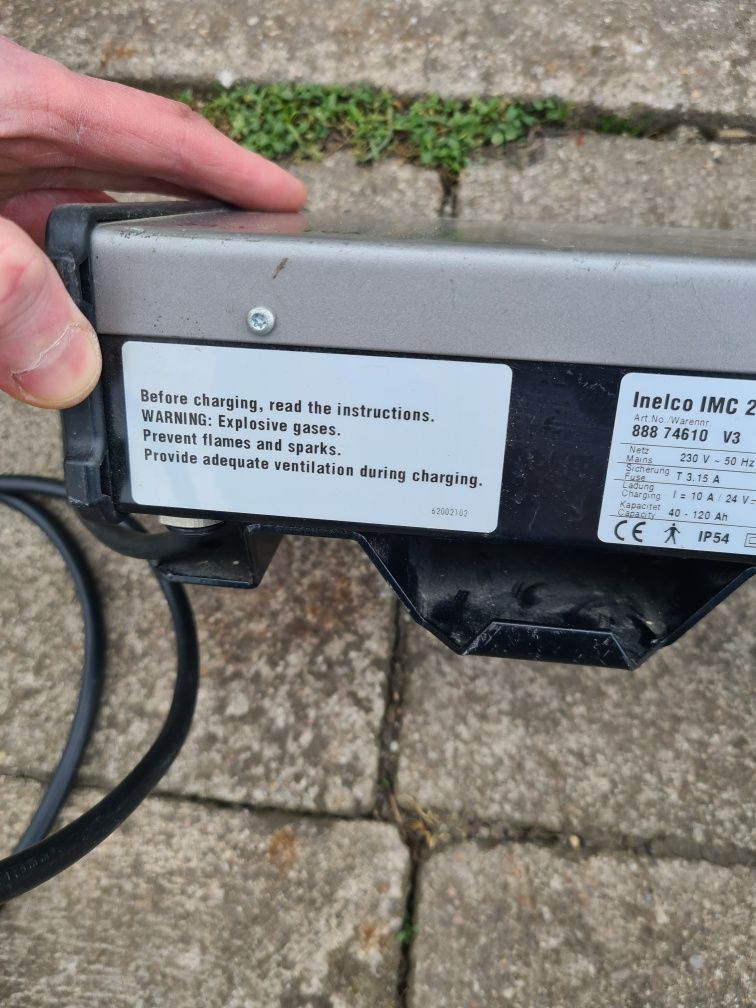 Before charging, read the instructions.
WARNING: Explosive gases.
Prevent flames and sparks.
Provide adequate ventilation during charging.
62002102
Inelco IMC 2
Art.No./Warennr.
888 74610 V3
Netz
Mains 230 V ~ 50 Hz
Sicherung
Fuse T 3.15 A
Ladung
Charging I = 10 A / 24 V
Kapacitet
Capacity 40 - 120 Ah
CE IP54